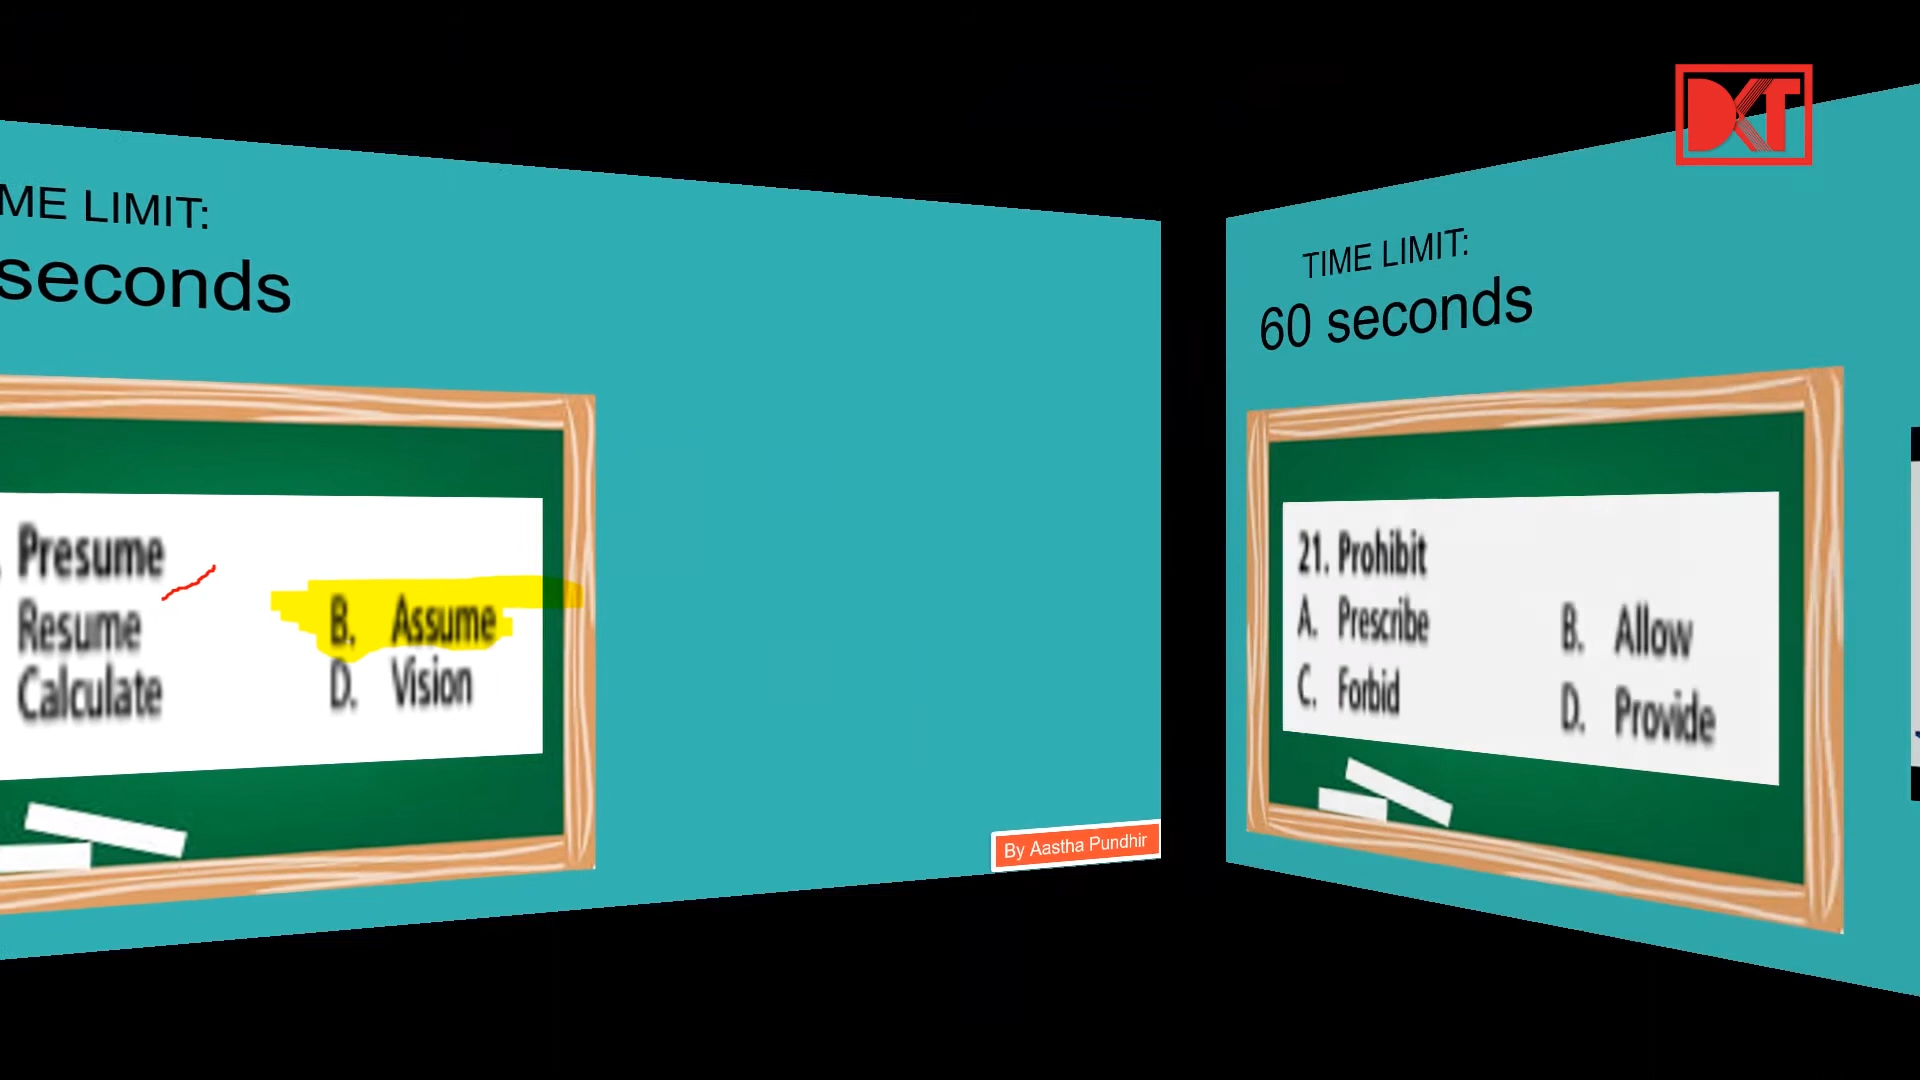 DKT
ME LIMIT:
seconds
Presume
Resume
B. Assume
Calculate
D. Vision
By Aastha Pundhir
TIME LIMIT:
60 seconds
21. Prohibit
A. Prescribe
B. Allow
C. Forbid
D. Provide